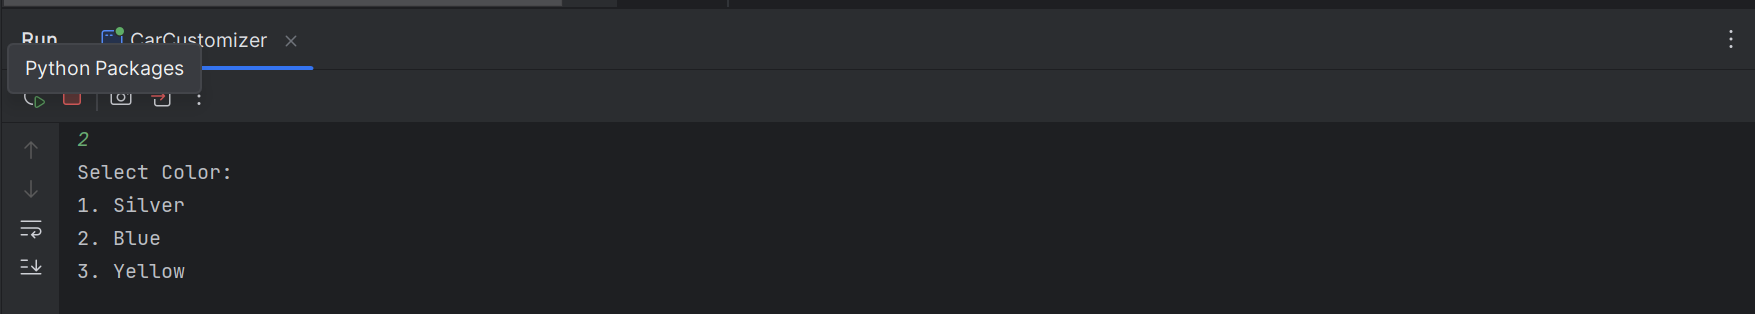 Run
CarCustomizer
Python Packages
2
Select Color:
1. Silver
2. Blue
3. Yellow